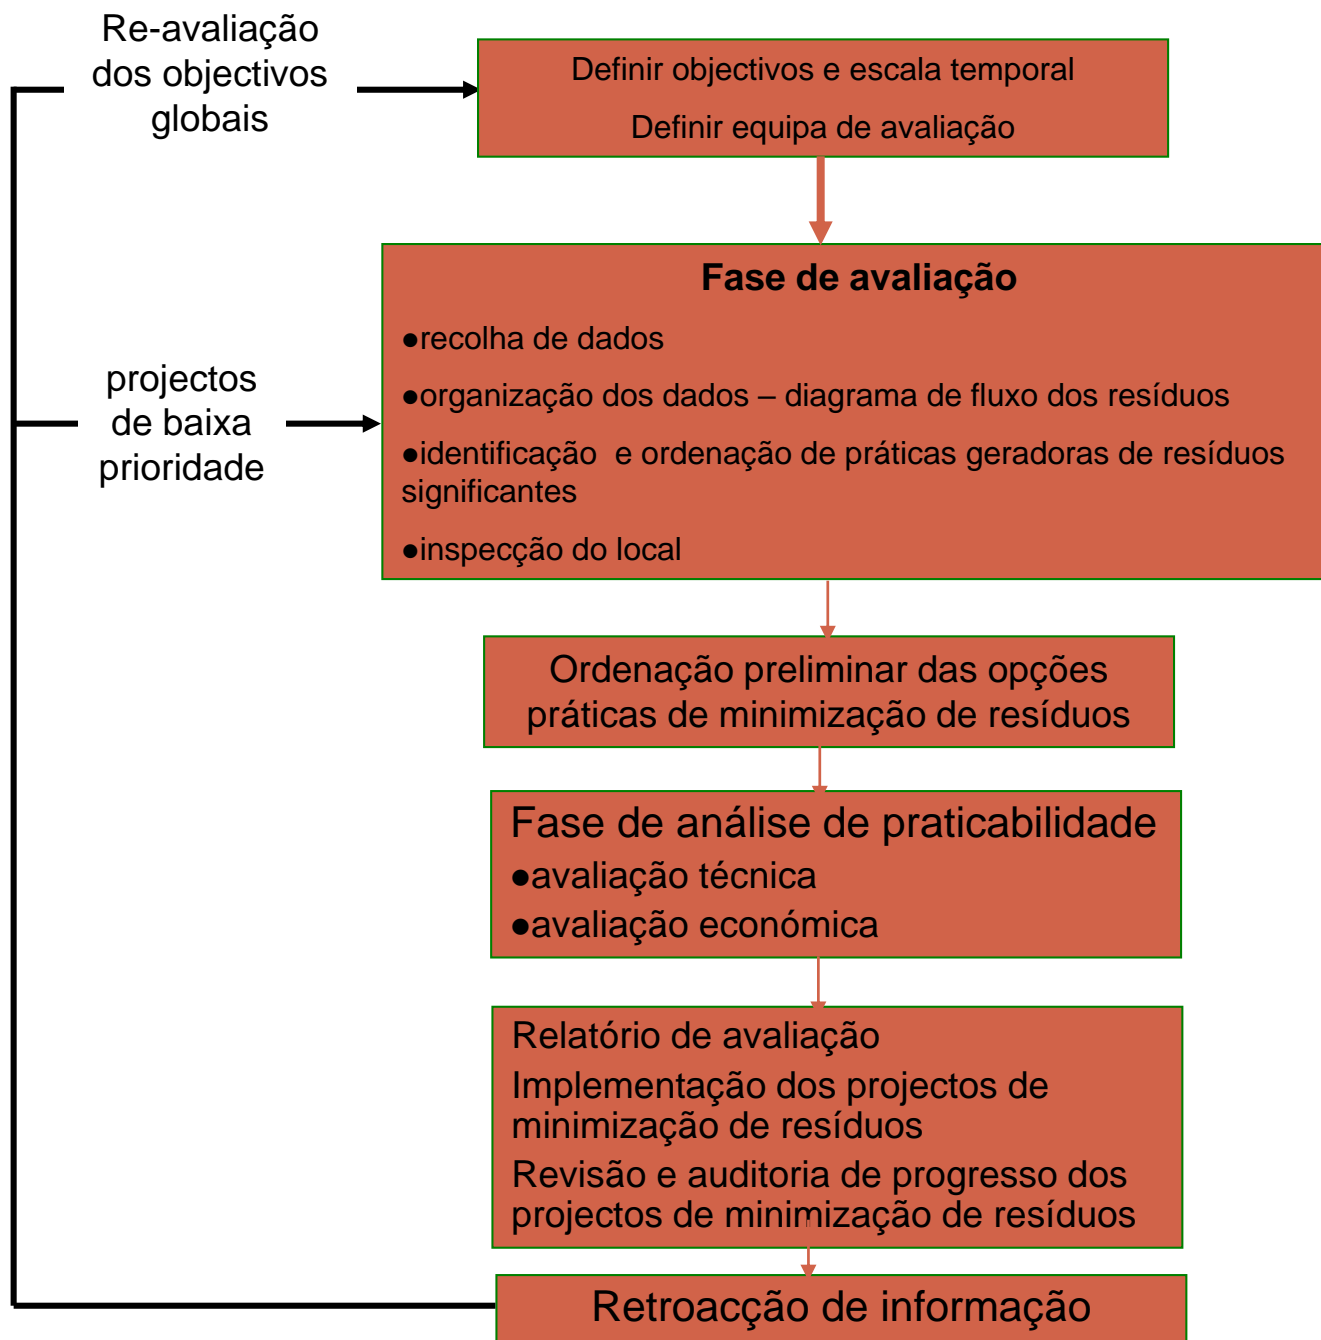 Re-avaliação
dos objectivos
globais
Definir objectivos e escala temporal
Definir equipa de avaliação
Fase de avaliação
●recolha de dados
●organização dos dados – diagrama de fluxo dos resíduos
●identificação e ordenação de práticas geradoras de resíduos
significantes
●inspecção do local
projectos
de baixa
prioridade
Ordenação preliminar das opções
práticas de minimização de resíduos
Fase de análise de praticabilidade
●avaliação técnica
●avaliação económica
Relatório de avaliação
Implementação dos projectos de
minimização de resíduos
Revisão e auditoria de progresso dos
projectos de minimização de resíduos
Retroacção de informação